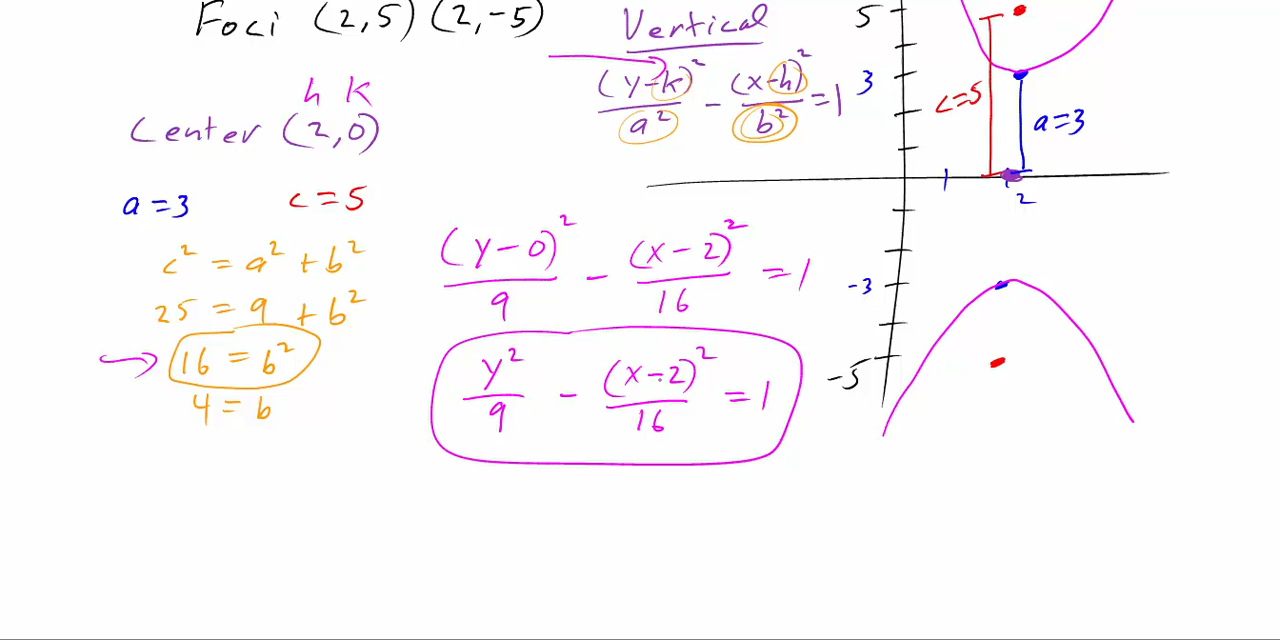 Foci (2,5) (2,-5)
Vertical
(y-k)²/a² - (x-h)²/b² = 1
h k
Center (2,0)
a=3 c=5
c² = a² + b²
25 = 9 + b²
16 = b²
4 = b
(y-0)²/9 - (x-2)²/16 = 1
y²/9 - (x-2)²/16 = 1
5
3
c=5
a=3
1
2
-3
-5